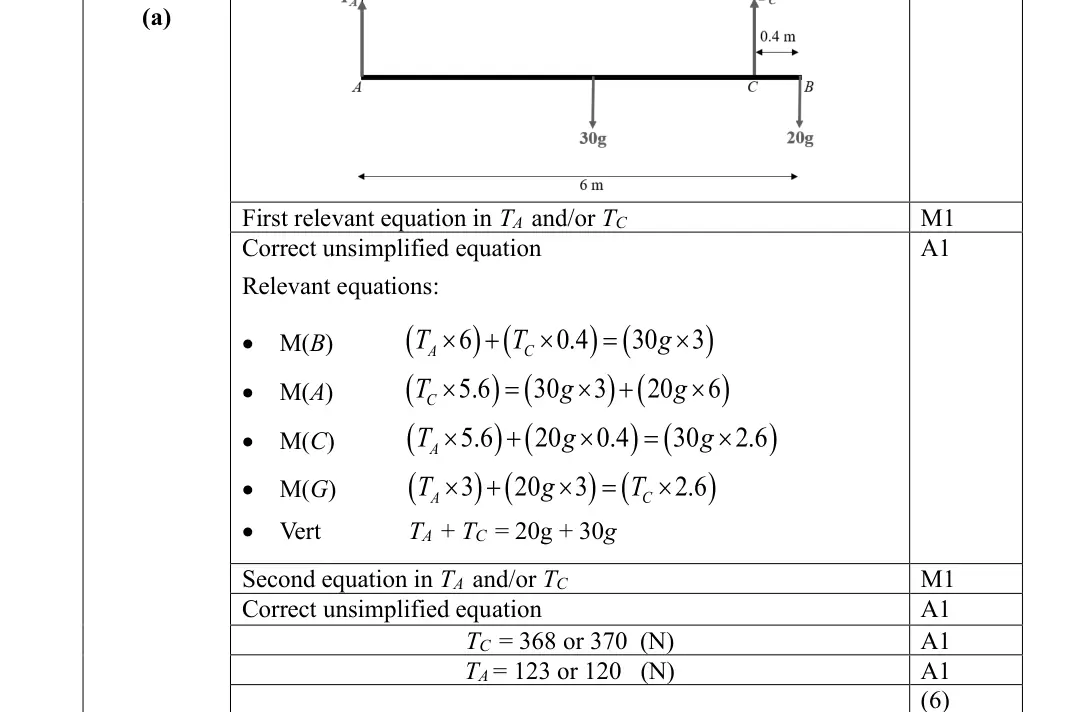 (a)
0.4 m
A
C
B
30g
20g
6 m
First relevant equation in T_A and/or T_C
M1
Correct unsimplified equation
A1
Relevant equations:
• M(B) (T_A × 6) + (T_C × 0.4) = (30g × 3)
• M(A) (T_C × 5.6) = (30g × 3) + (20g × 6)
• M(C) (T_A × 5.6) + (20g × 0.4) = (30g × 2.6)
• M(G) (T_A × 3) + (20g × 3) = (T_C × 2.6)
• Vert T_A + T_C = 20g + 30g
Second equation in T_A and/or T_C
M1
Correct unsimplified equation
A1
T_C = 368 or 370 (N)
A1
T_A = 123 or 120 (N)
A1
(6)